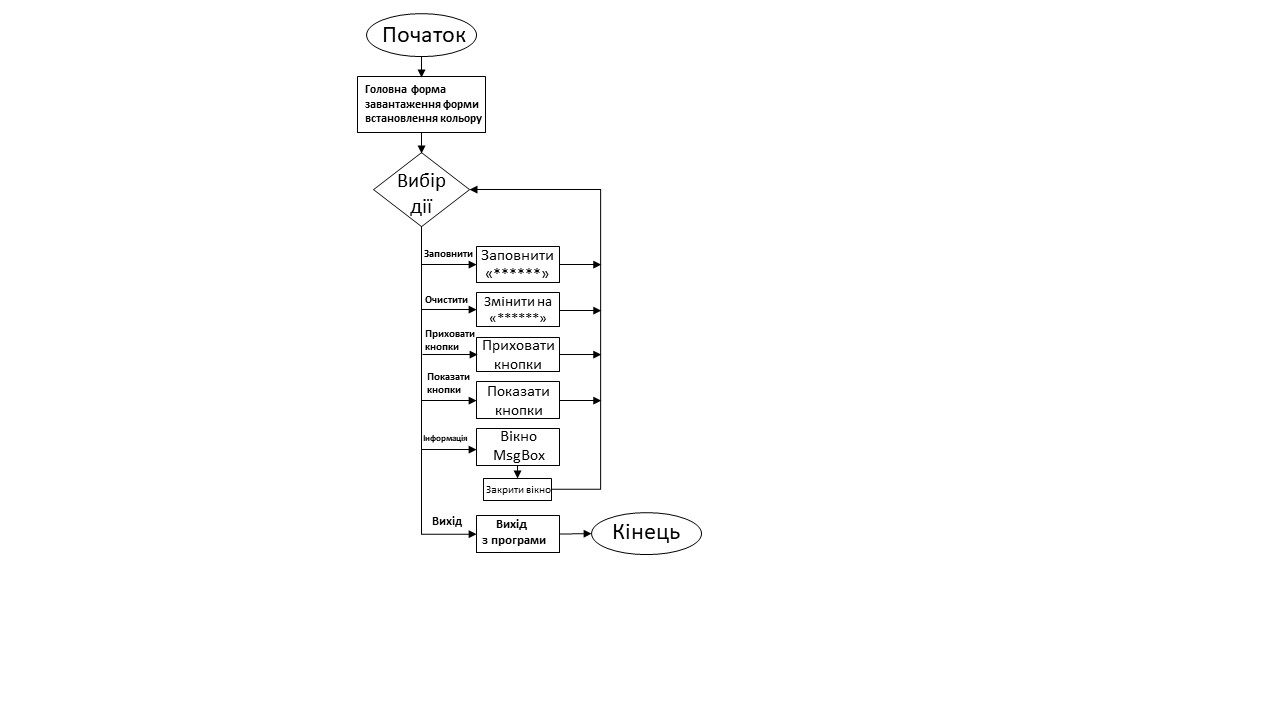 Початок
Головна форма
завантаження форми
встановлення кольору
Вибір
дії
Заповнити
Заповнити
«******»
Очистити
Змінити на
«******»
Приховати
кнопки
Приховати
кнопки
Показати
кнопки
Показати
кнопки
Інформація
Вікно
MsgBox
Закрити вікно
Вихід
Вихід
з програми
Кінець